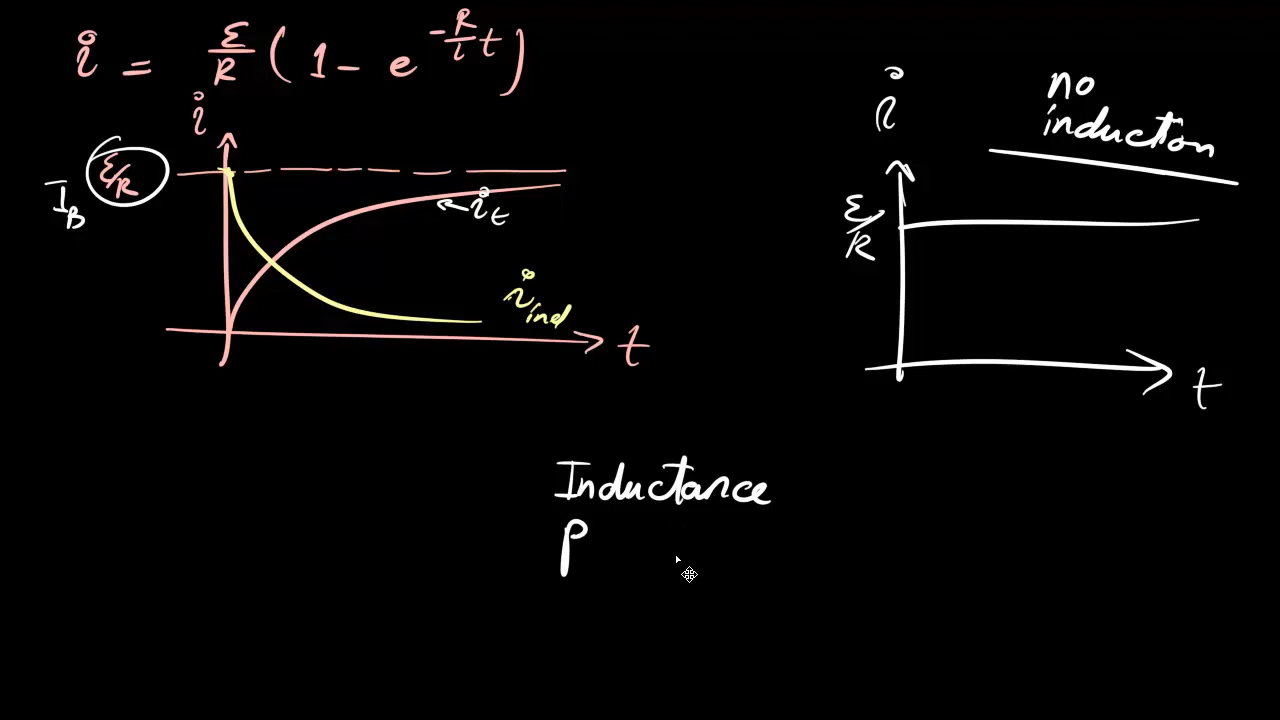 i = ε/R ( 1 - e^(-R/L t) )
i
ε/R
I_B
i_t
i_ind
t
no
induction
i
ε/R
t
Inductance
P